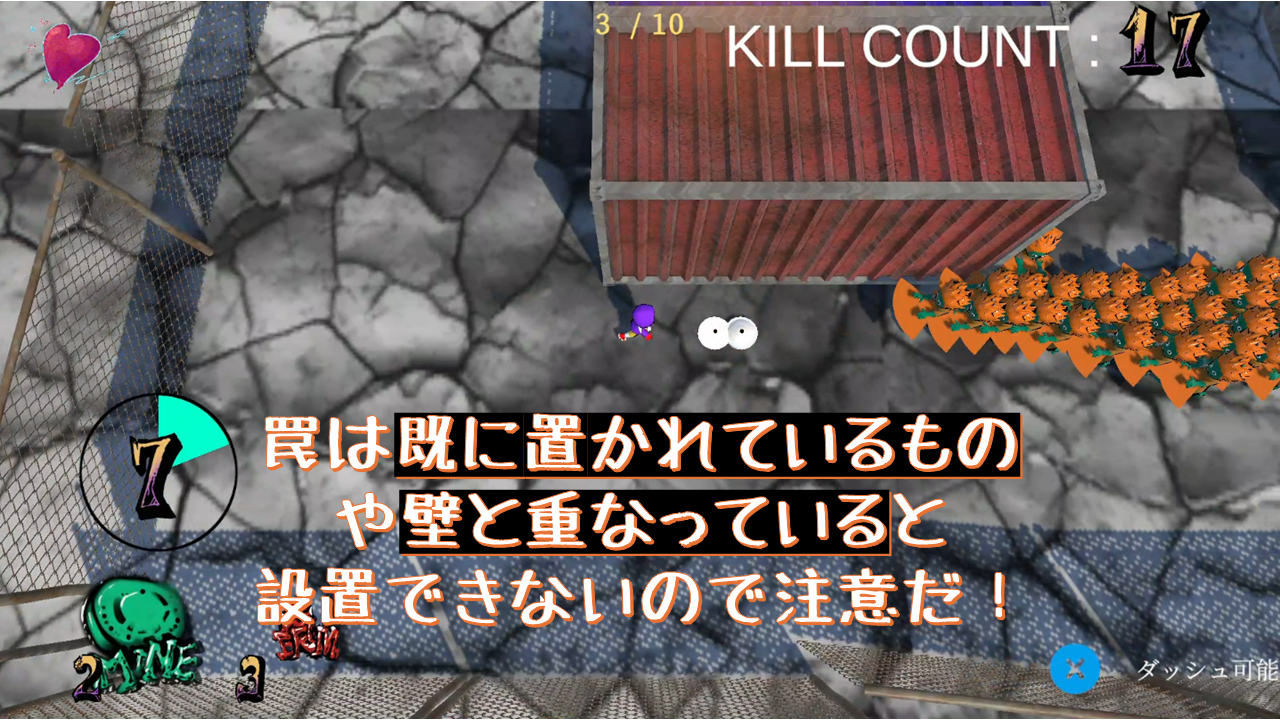 3 / 10
KILL COUNT : 17
7
罠は既に置かれているもの
や壁と重なっていると
設置できないので注意だ！
MINE
2
3
ダッシュ可能